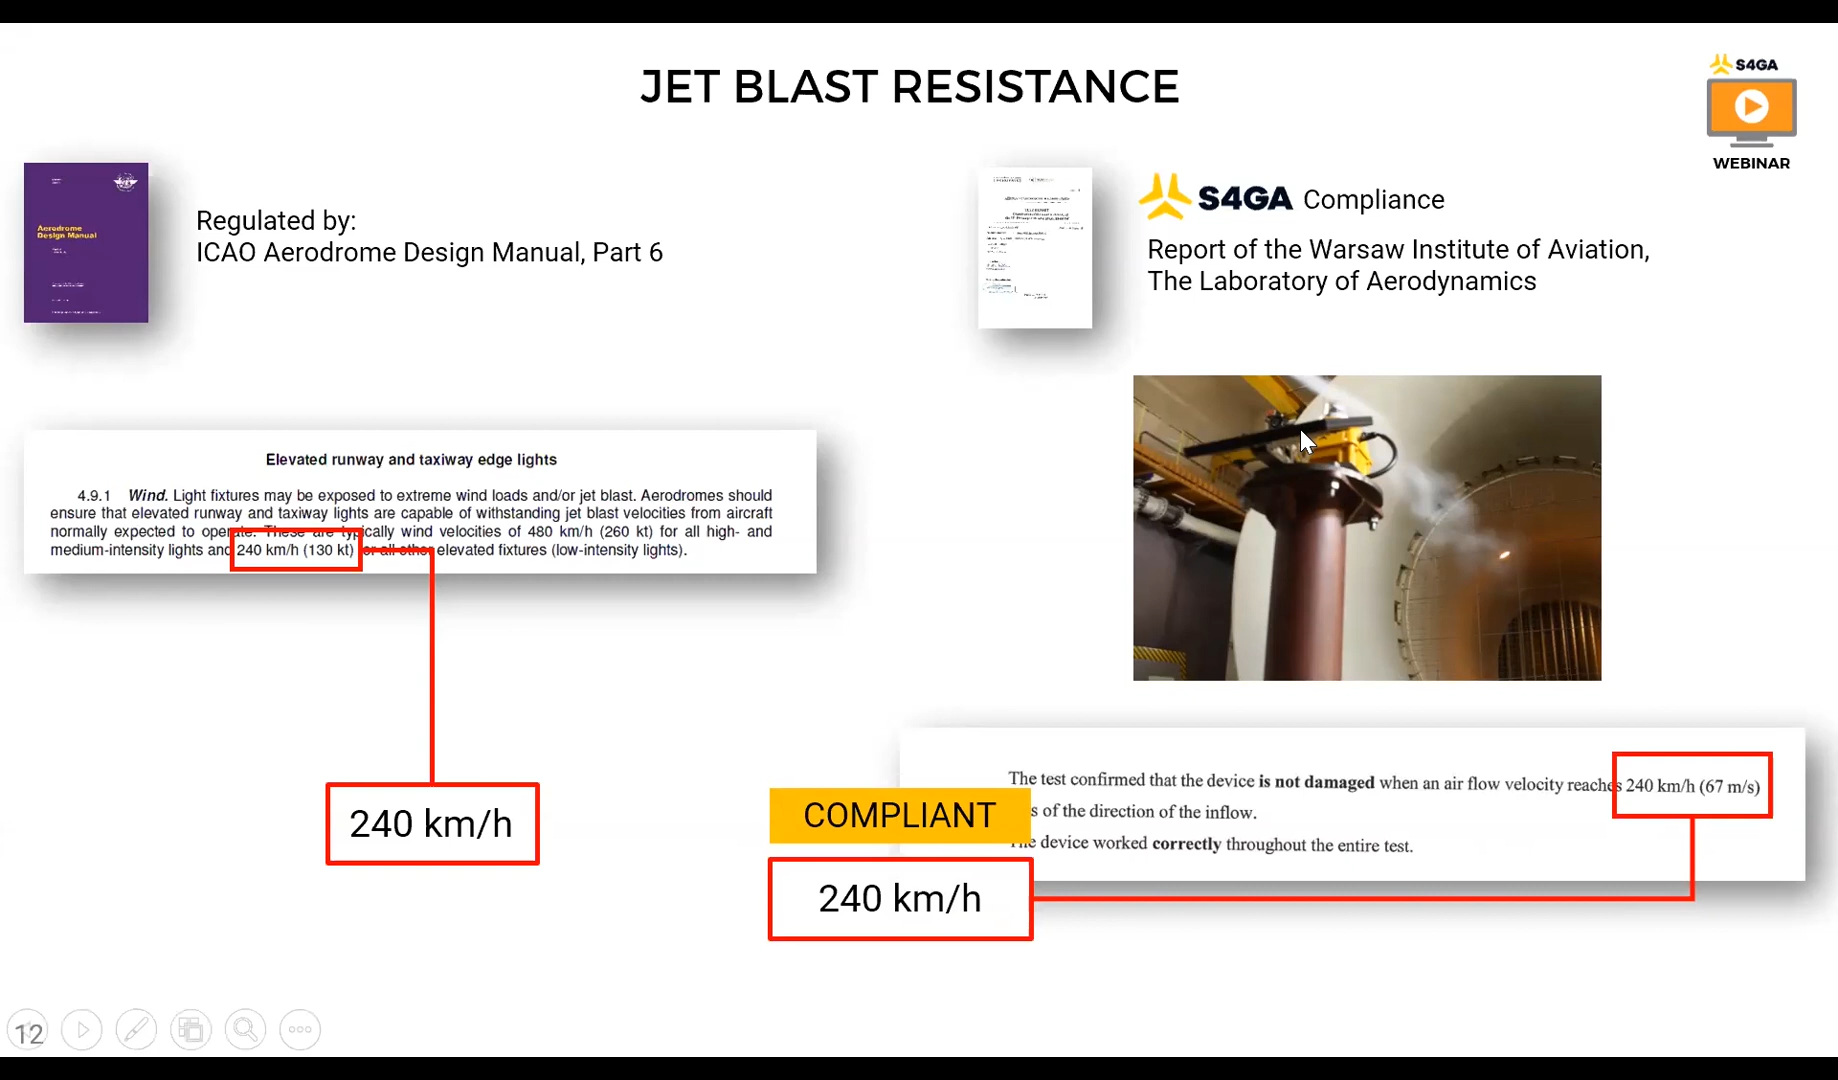 JET BLAST RESISTANCE
S4GA
WEBINAR
Aerodrome
Design Manual
Regulated by:
ICAO Aerodrome Design Manual, Part 6
S4GA Compliance
Report of the Warsaw Institute of Aviation,
The Laboratory of Aerodynamics
Elevated runway and taxiway edge lights
4.9.1 Wind. Light fixtures may be exposed to extreme wind loads and/or jet blast. Aerodromes should
ensure that elevated runway and taxiway lights are capable of withstanding jet blast velocities from aircraft
normally expected to operate. These are typically wind velocities of 480 km/h (260 kt) for all high- and
medium-intensity lights and 240 km/h (130 kt) for all other elevated fixtures (low-intensity lights).
240 km/h
The test confirmed that the device is not damaged when an air flow velocity reaches 240 km/h (67 m/s)
s of the direction of the inflow.
The device worked correctly throughout the entire test.
COMPLIANT
240 km/h
12